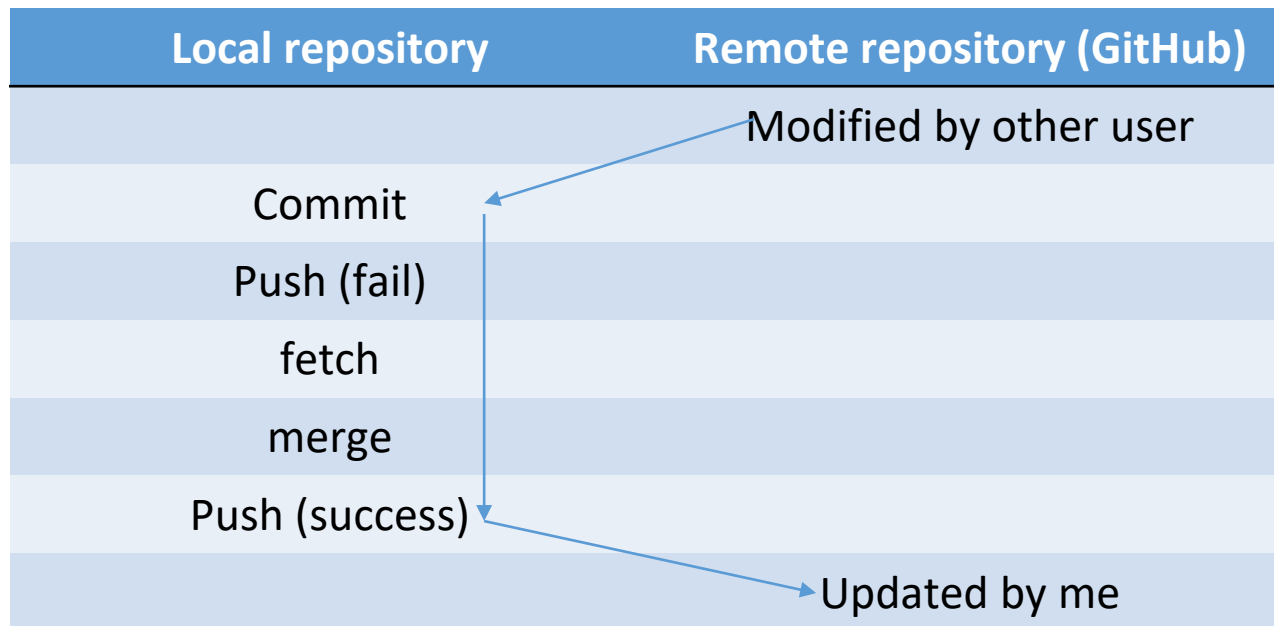 Local repository
Remote repository (GitHub)
Modified by other user
Commit
Push (fail)
fetch
merge
Push (success)
Updated by me